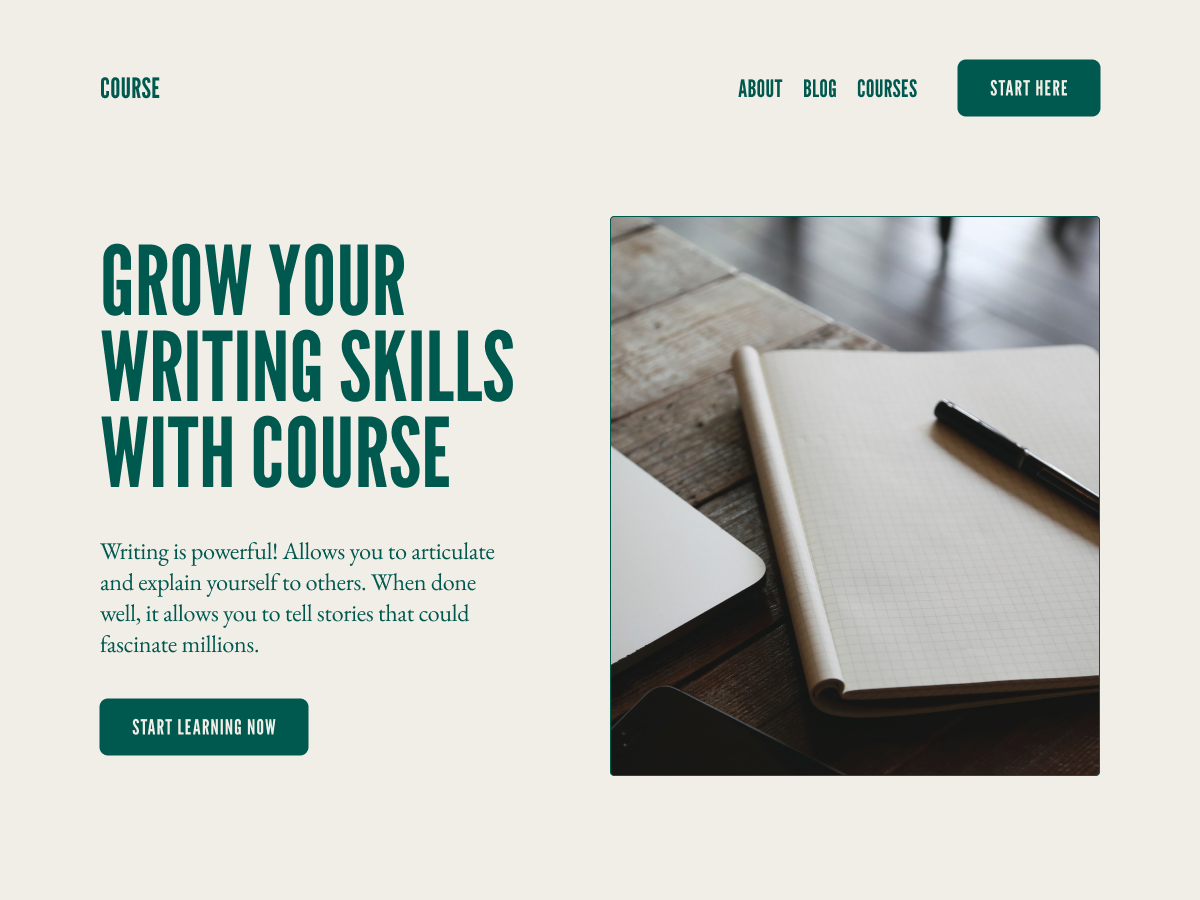 COURSE
ABOUT BLOG COURSES START HERE
GROW YOUR
WRITING SKILLS
WITH COURSE
Writing is powerful! Allows you to articulate
and explain yourself to others. When done
well, it allows you to tell stories that could
fascinate millions.
START LEARNING NOW